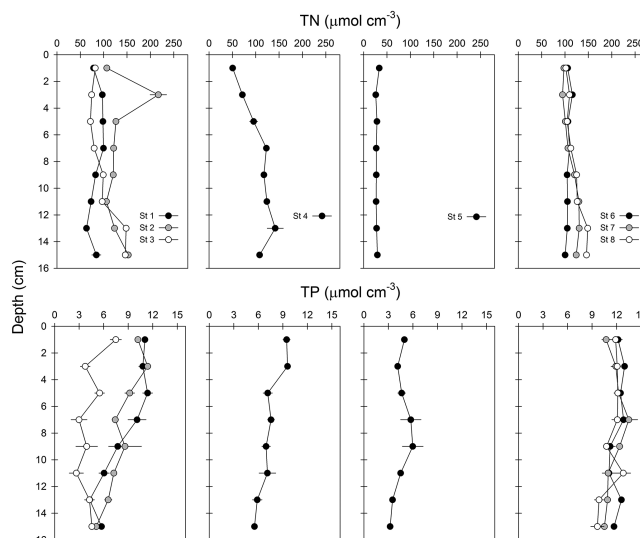 TN (μmol cm-3)
0 50 100 150 200 250 0 50 100 150 200 250 0 50 100 150 200 250 0 50 100 150 200 250
0
2
4
6
8
10
12
14
16
St 1
St 2
St 3
St 4
St 5
St 6
St 7
St 8
Depth (cm)
TP (μmol cm-3)
0 3 6 9 12 15 0 3 6 9 12 15 0 3 6 9 12 15 0 3 6 9 12
0
2
4
6
8
10
12
14